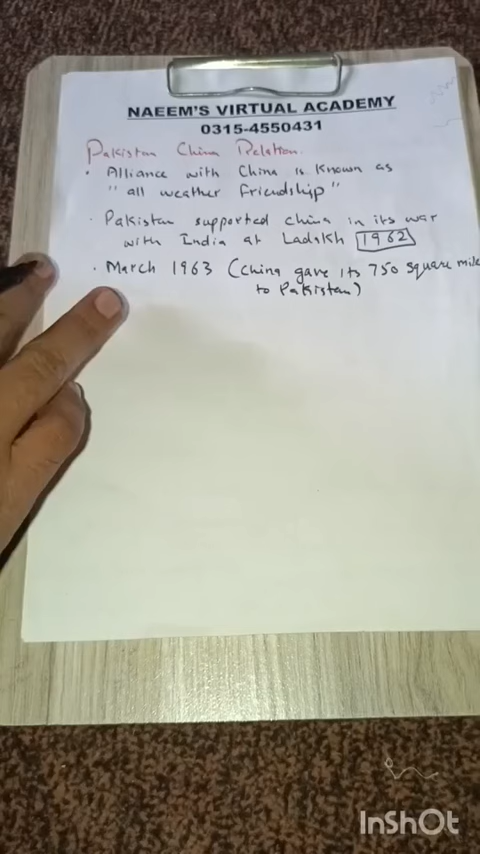 NAEEM'S VIRTUAL ACADEMY
0315-4550431
Pakistan China Relation.
· Alliance with China is known as
" all weather friendship"
· Pakistan supported China in its war
with India at Ladakh 1962
· March 1963 (China gave its 750 square mile
to Pakistan)
InShOt